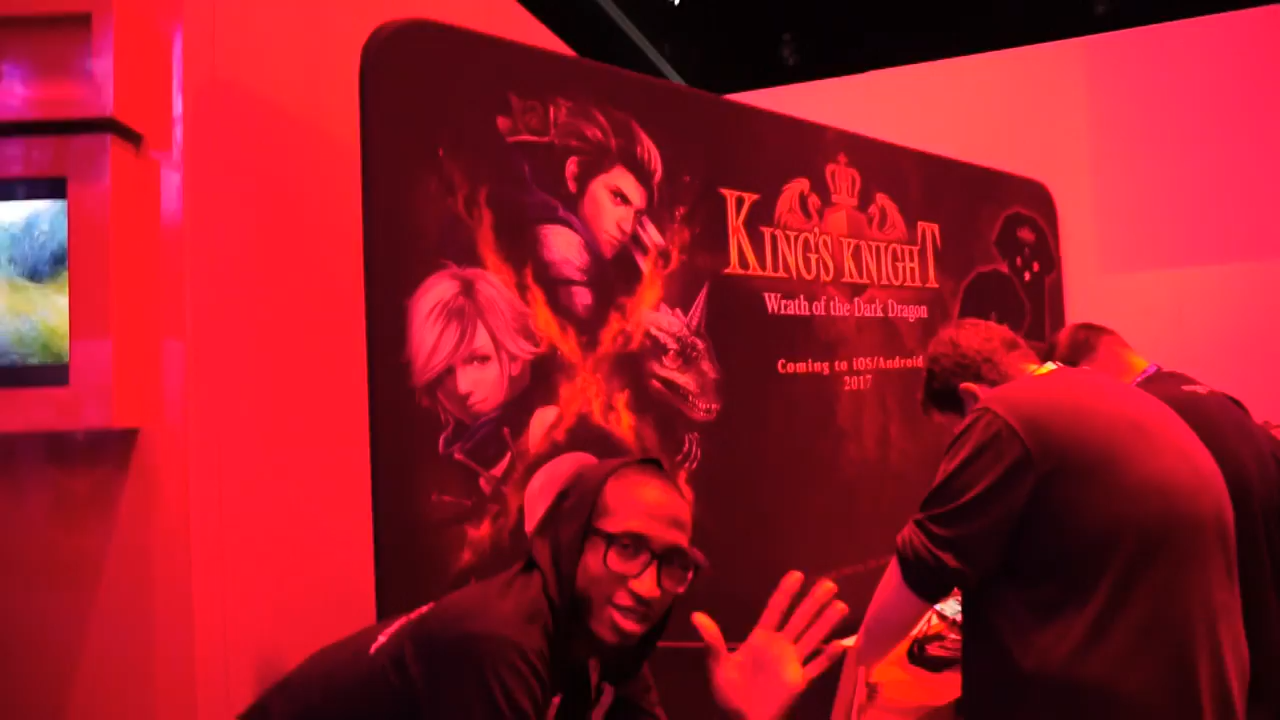 KING'S KNIGHT
Wrath of the Dark Dragon
Coming to iOS/Android
2017